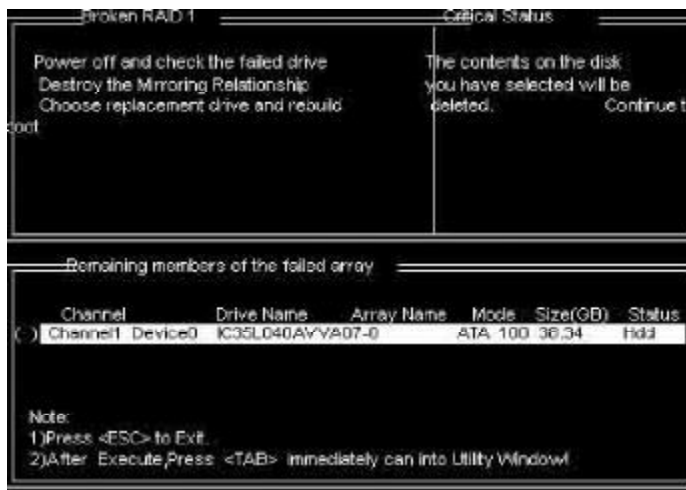 Broken RAID 1
Critical Status
Power off and check the failed drive
Destroy the Mirroring Relationship
Choose replacement drive and rebuild
The contents on the disk
you have selected will be
deleted. Continue t
oot
Remaining members of the failed array
Channel Drive Name Array Name Mode Size(GB) Status
( ) Channel1 Device0 IC35L040AVVA07-0 ATA 100 38.34 Hdd
Note:
1)Press <ESC> to Exit.
2)After Execute,Press <TAB> immediately can into Utility Window!